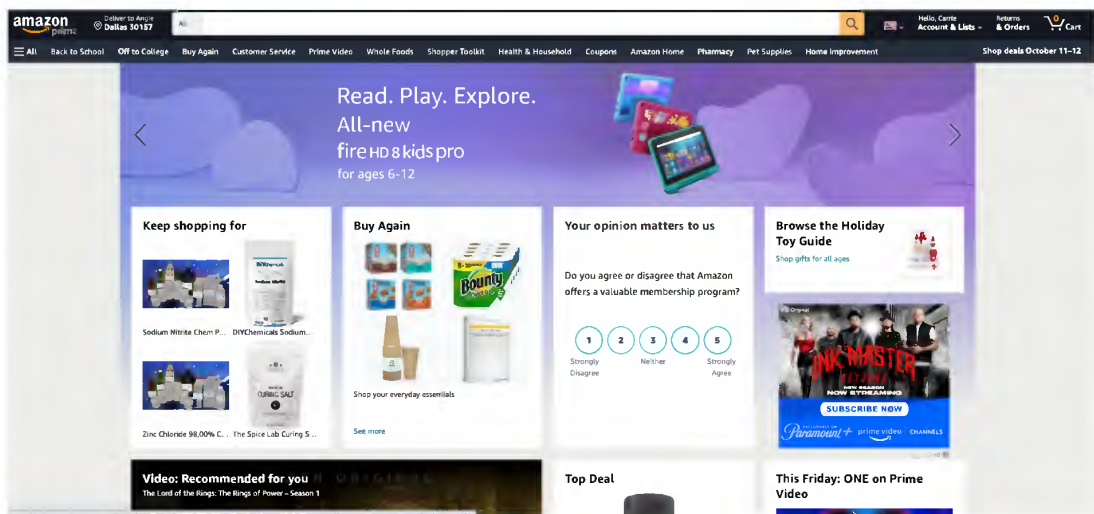 amazon
prime
Deliver to Angie
Dallas 30157
All
Hello, Carrie
Account & Lists
Returns
& Orders
0
Cart
All
Back to School
Off to College
Buy Again
Customer Service
Prime Video
Whole Foods
Shopper Toolkit
Health & Household
Coupons
Amazon Home
Pharmacy
Pet Supplies
Home Improvement
Shop deals October 11-12
Read. Play. Explore.
All-new
fire HD 8 kids pro
for ages 6-12
Keep shopping for
Sodium Nitrite Chem P...
DIYChemicals Sodium...
CURING SALT
Zinc Chloride 98,00% C...
The Spice Lab Curing S...
Buy Again
Bounty
Shop your everyday essentials
See more
Your opinion matters to us
Do you agree or disagree that Amazon
offers a valuable membership program?
1 2 3 4 5
Strongly
Disagree
Neither
Strongly
Agree
Browse the Holiday
Toy Guide
Shop gifts for all ages
INK MASTER
NEW SEASON
NOW STREAMING
SUBSCRIBE NOW
Paramount+
prime video
CHANNELS
Video: Recommended for you
The Lord of the Rings: The Rings of Power – Season 1
Top Deal
This Friday: ONE on Prime
Video